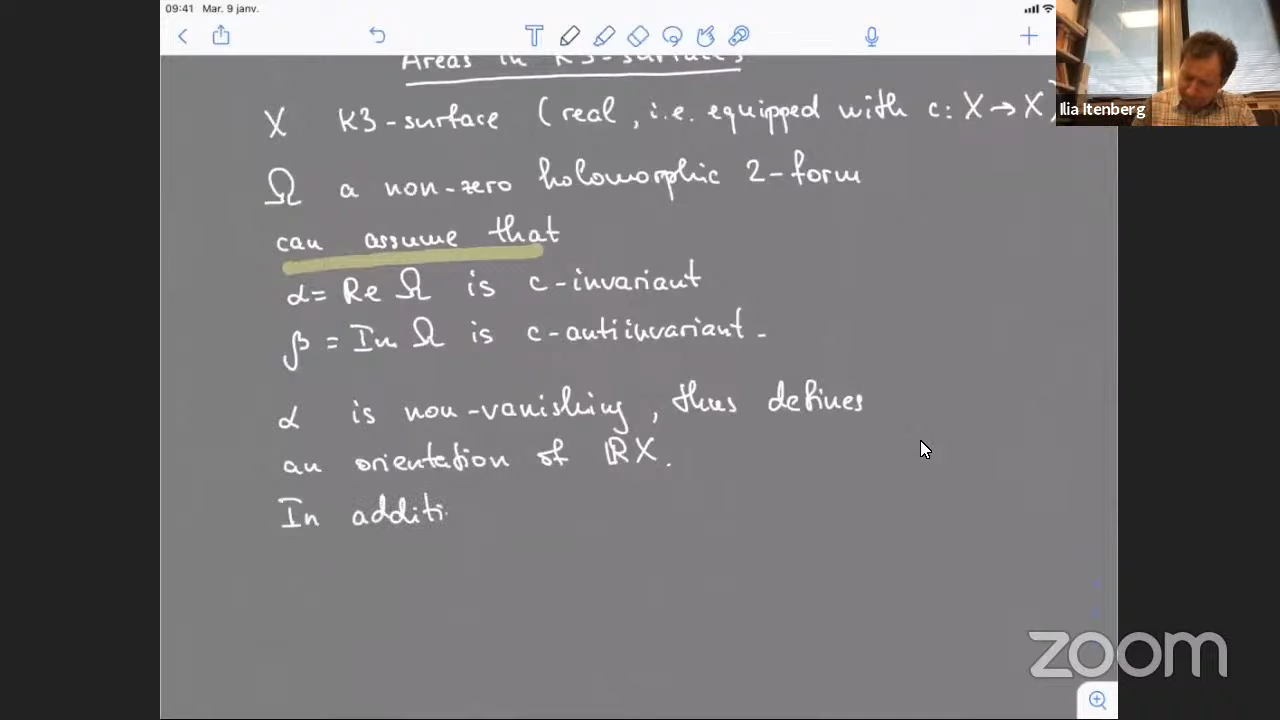 09:41 Mar. 9 janv.
Areas in K3-surfaces
X K3-surface (real, i.e. equipped with c: X → X)
Ilia Itenberg
Ω a non-zero holomorphic 2-form
can assume that
α = Re Ω is c-invariant
β = Im Ω is c-antiinvariant.
α is non-vanishing, thus defines
an orientation of ℝX.
In additi
zoom